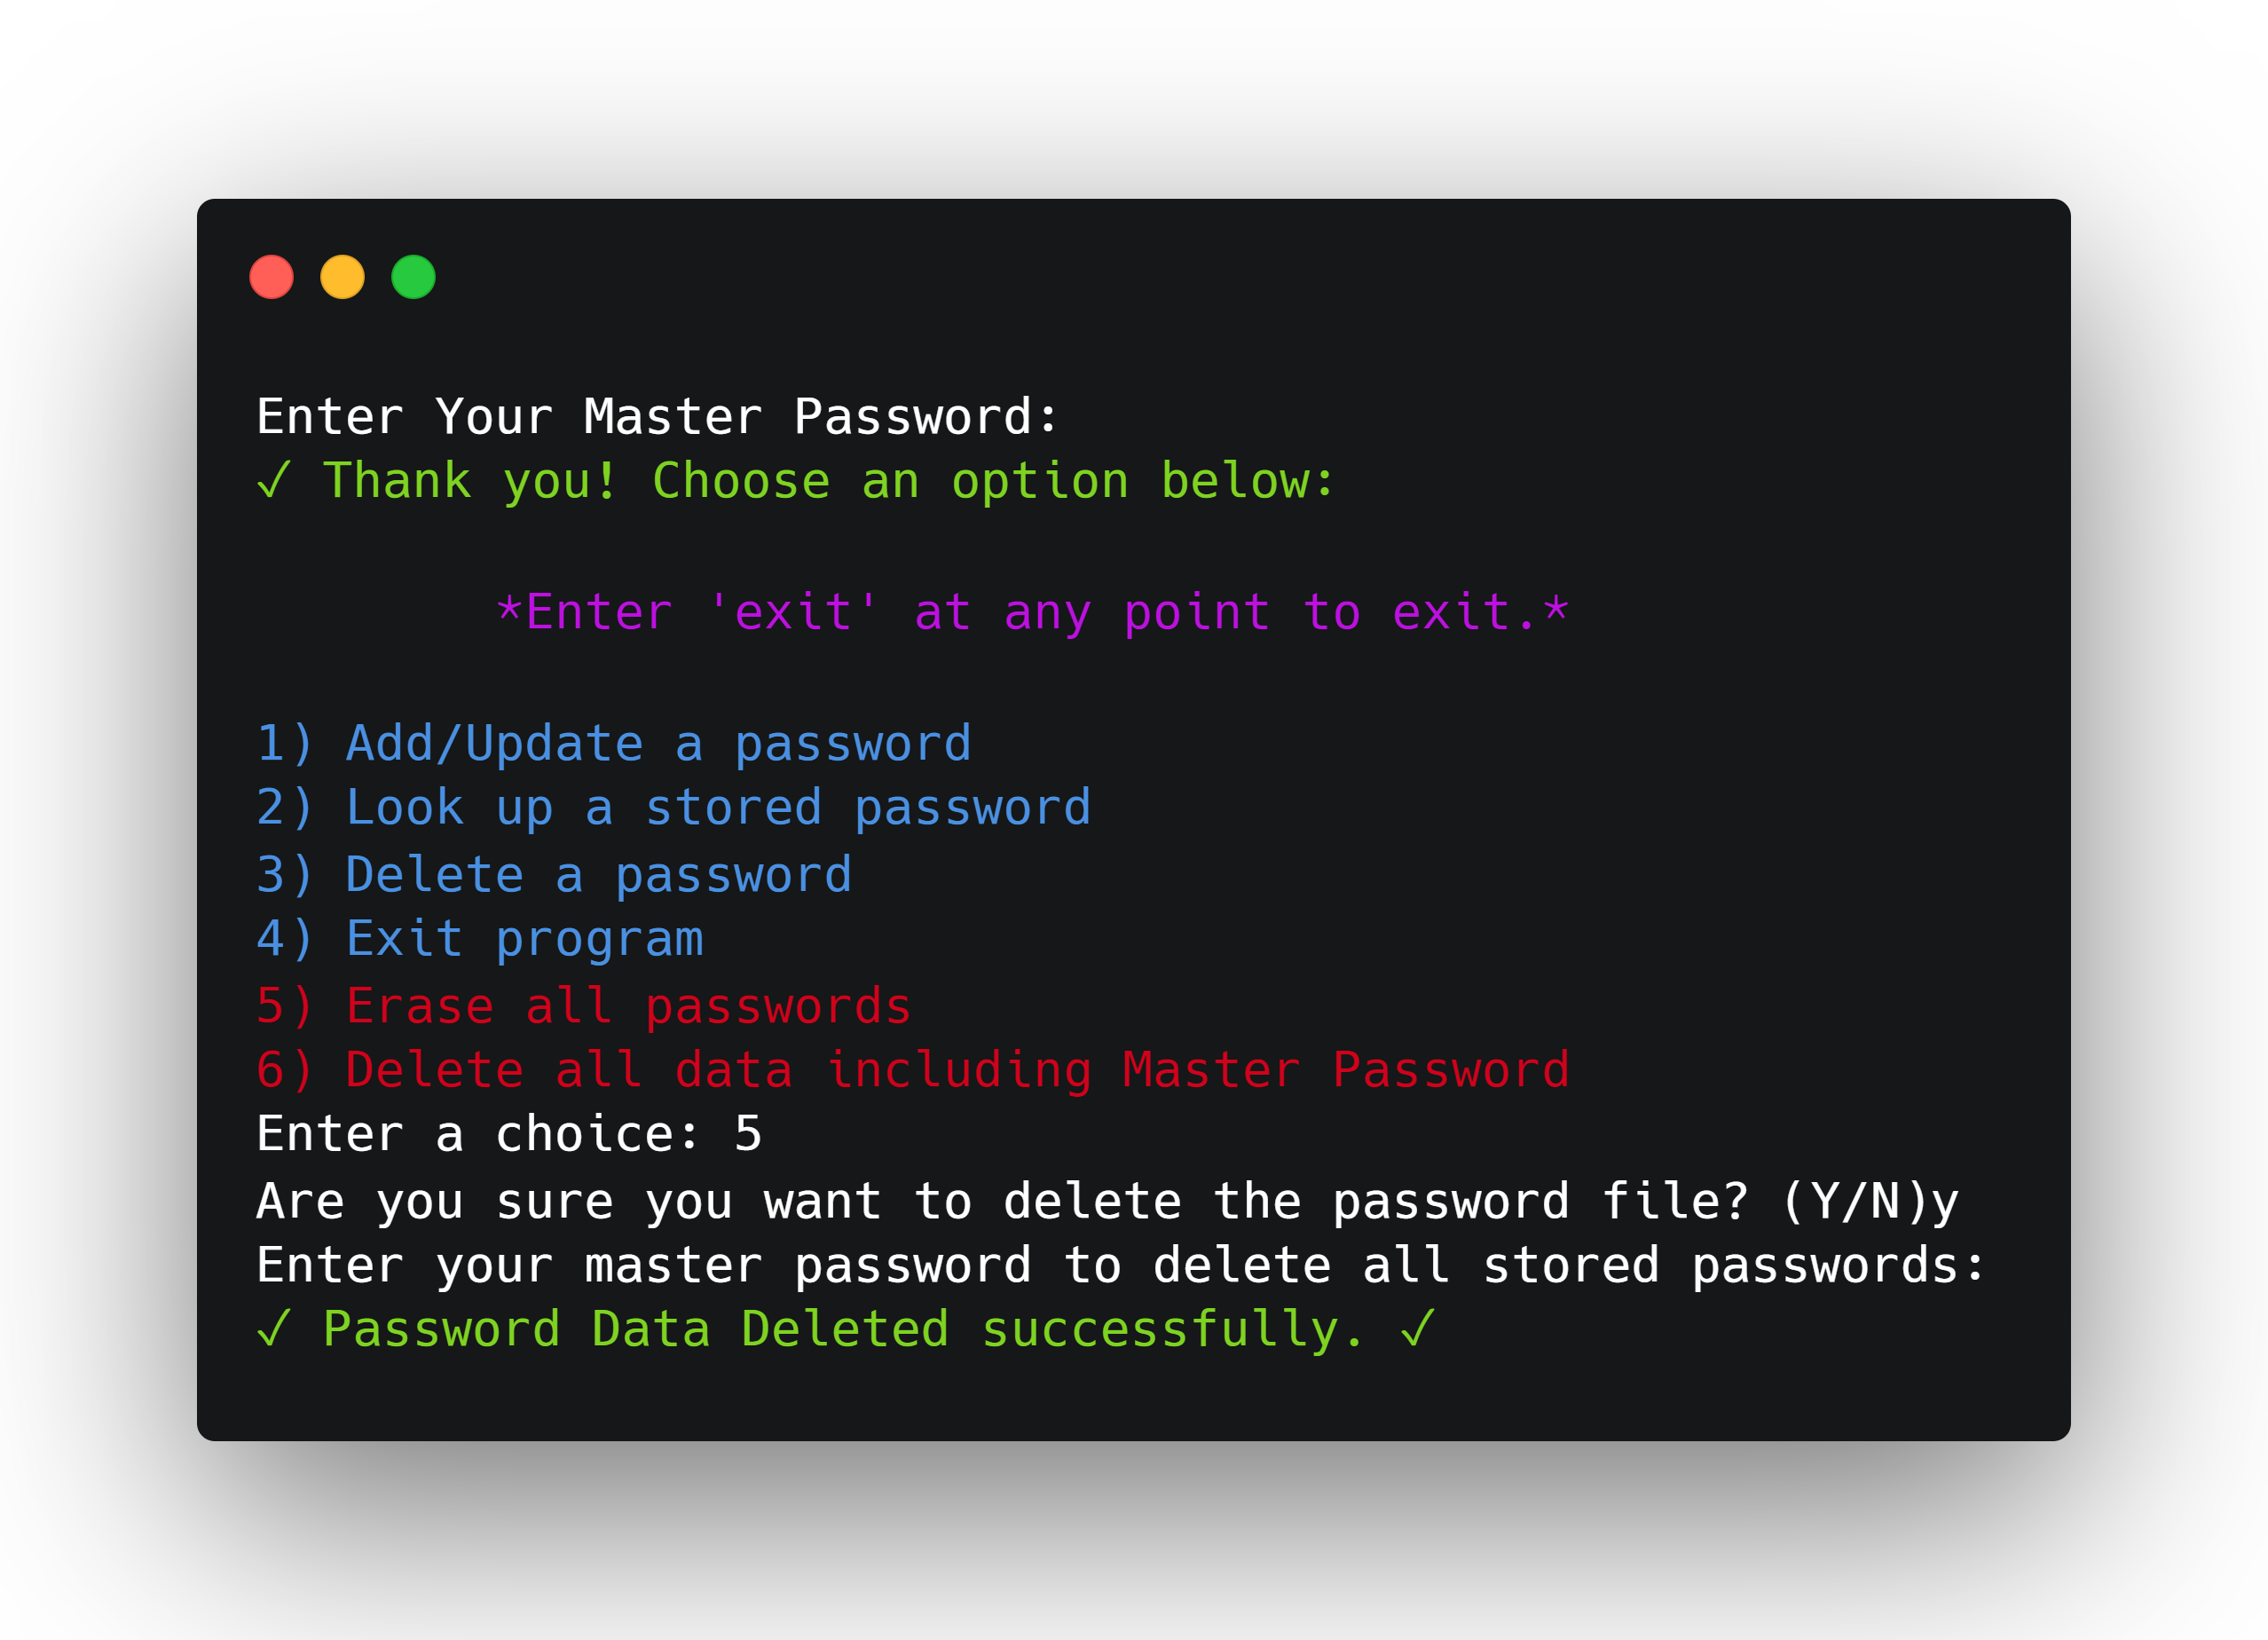 Enter Your Master Password:
✓ Thank you! Choose an option below:
*Enter 'exit' at any point to exit.*
1) Add/Update a password
2) Look up a stored password
3) Delete a password
4) Exit program
5) Erase all passwords
6) Delete all data including Master Password
Enter a choice: 5
Are you sure you want to delete the password file? (Y/N)y
Enter your master password to delete all stored passwords:
✓ Password Data Deleted successfully. ✓